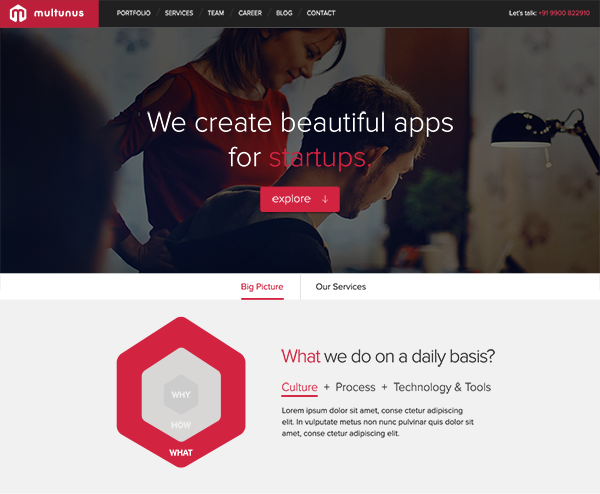 multunus
PORTFOLIO / SERVICES / TEAM / CAREER / BLOG / CONTACT
Let's talk: +91 9900 822910
We create beautiful apps
for startups.
explore ↓
Big Picture
Our Services
WHY
HOW
WHAT
What we do on a daily basis?
Culture + Process + Technology & Tools
Lorem ipsum dolor sit amet, conse ctetur adipiscing
elit. In vulputate metus non nunc pulvinar quis dolor sit
amet, conse ctetur adipiscing elit.